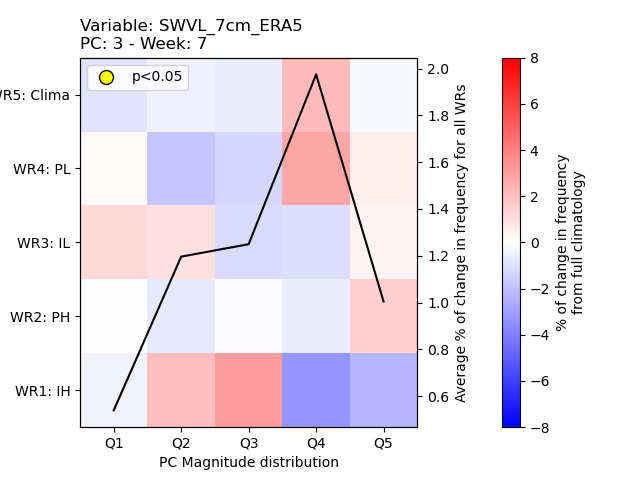 Variable: SWVL_7cm_ERA5
PC: 3 - Week: 7
p<0.05
WR5: Clima
WR4: PL
WR3: IL
WR2: PH
WR1: IH
Q1 Q2 Q3 Q4 Q5
PC Magnitude distribution
2.0
1.8
1.6
1.4
1.2
1.0
0.8
0.6
Average % of change in frequency for all WRs
8
6
4
2
0
−2
−4
−6
−8
% of change in frequency
from full climatology